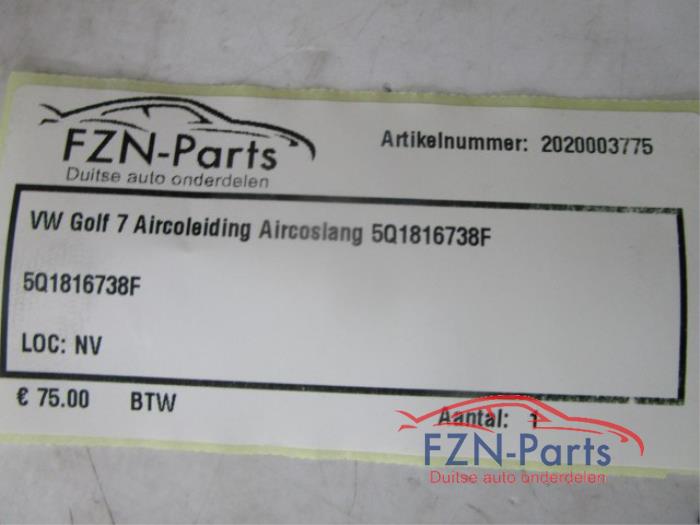 FZN-Parts
Duitse auto onderdelen
Artikelnummer: 2020003775
VW Golf 7 Aircoleiding Aircoslang 5Q1816738F
5Q1816738F
LOC: NV
€ 75.00 BTW
Aantal: 1
FZN-Parts
Duitse auto onderdelen